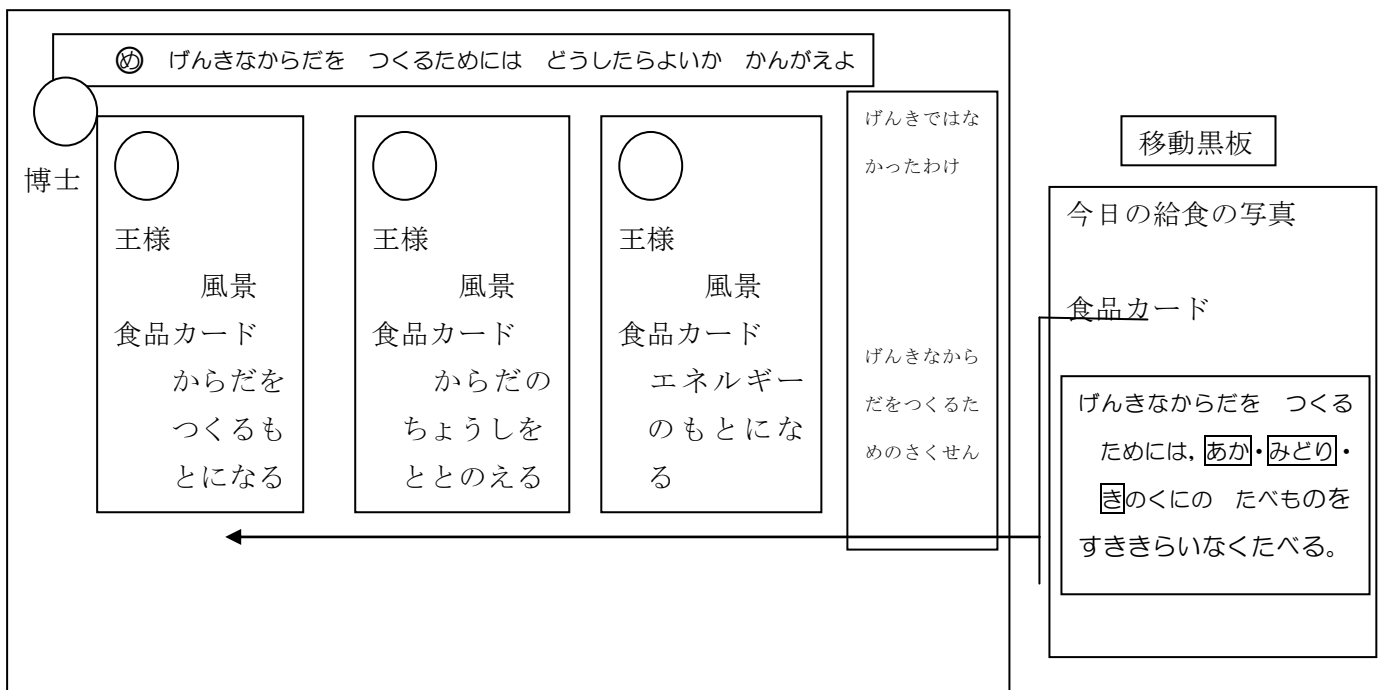 ㋱ げんきなからだを つくるためには どうしたらよいか かんがえよ
博士
王様
風景
食品カード
からだを
つくるも
とになる
王様
風景
食品カード
からだの
ちょうしを
ととのえる
王様
風景
食品カード
エネルギー
のもとにな
る
げんきではな
かったわけ
げんきなから
だをつくるた
めのさくせん
移動黒板
今日の給食の写真
食品カード
げんきなからだを つくる
ためには，あか・みどり・
きのくにの たべものを
すききらいなくたべる。